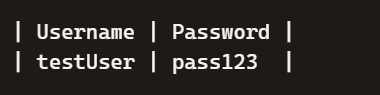 | Username | Password |
| testUser | pass123  |